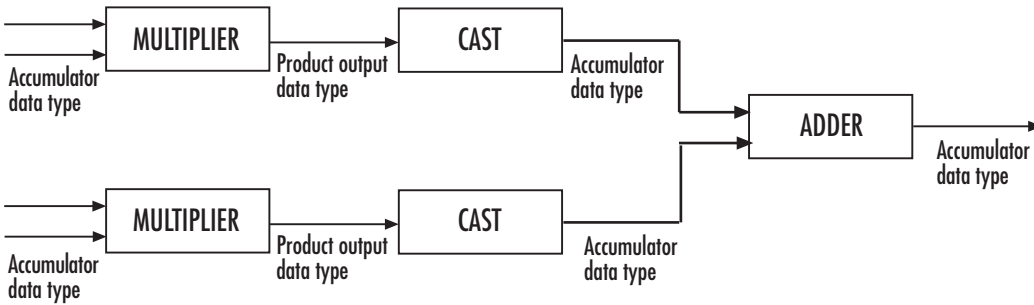 MULTIPLIER
CAST
Accumulator
data type
Product output
data type
Accumulator
data type
ADDER
Accumulator
data type
MULTIPLIER
CAST
Accumulator
data type
Product output
data type
Accumulator
data type